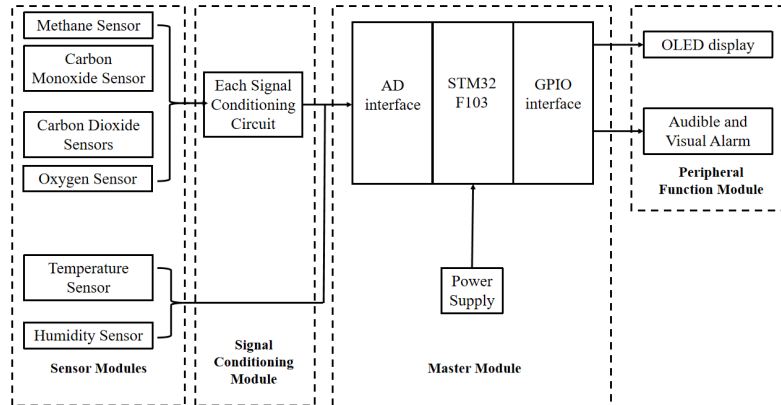 Methane Sensor
Carbon
Monoxide Sensor
Carbon Dioxide
Sensors
Oxygen Sensor
Temperature
Sensor
Humidity Sensor
Sensor Modules
Each Signal
Conditioning
Circuit
Signal
Conditioning
Module
AD
interface
STM32
F103
GPIO
interface
Power
Supply
Master Module
OLED display
Audible and
Visual Alarm
Peripheral
Function Module